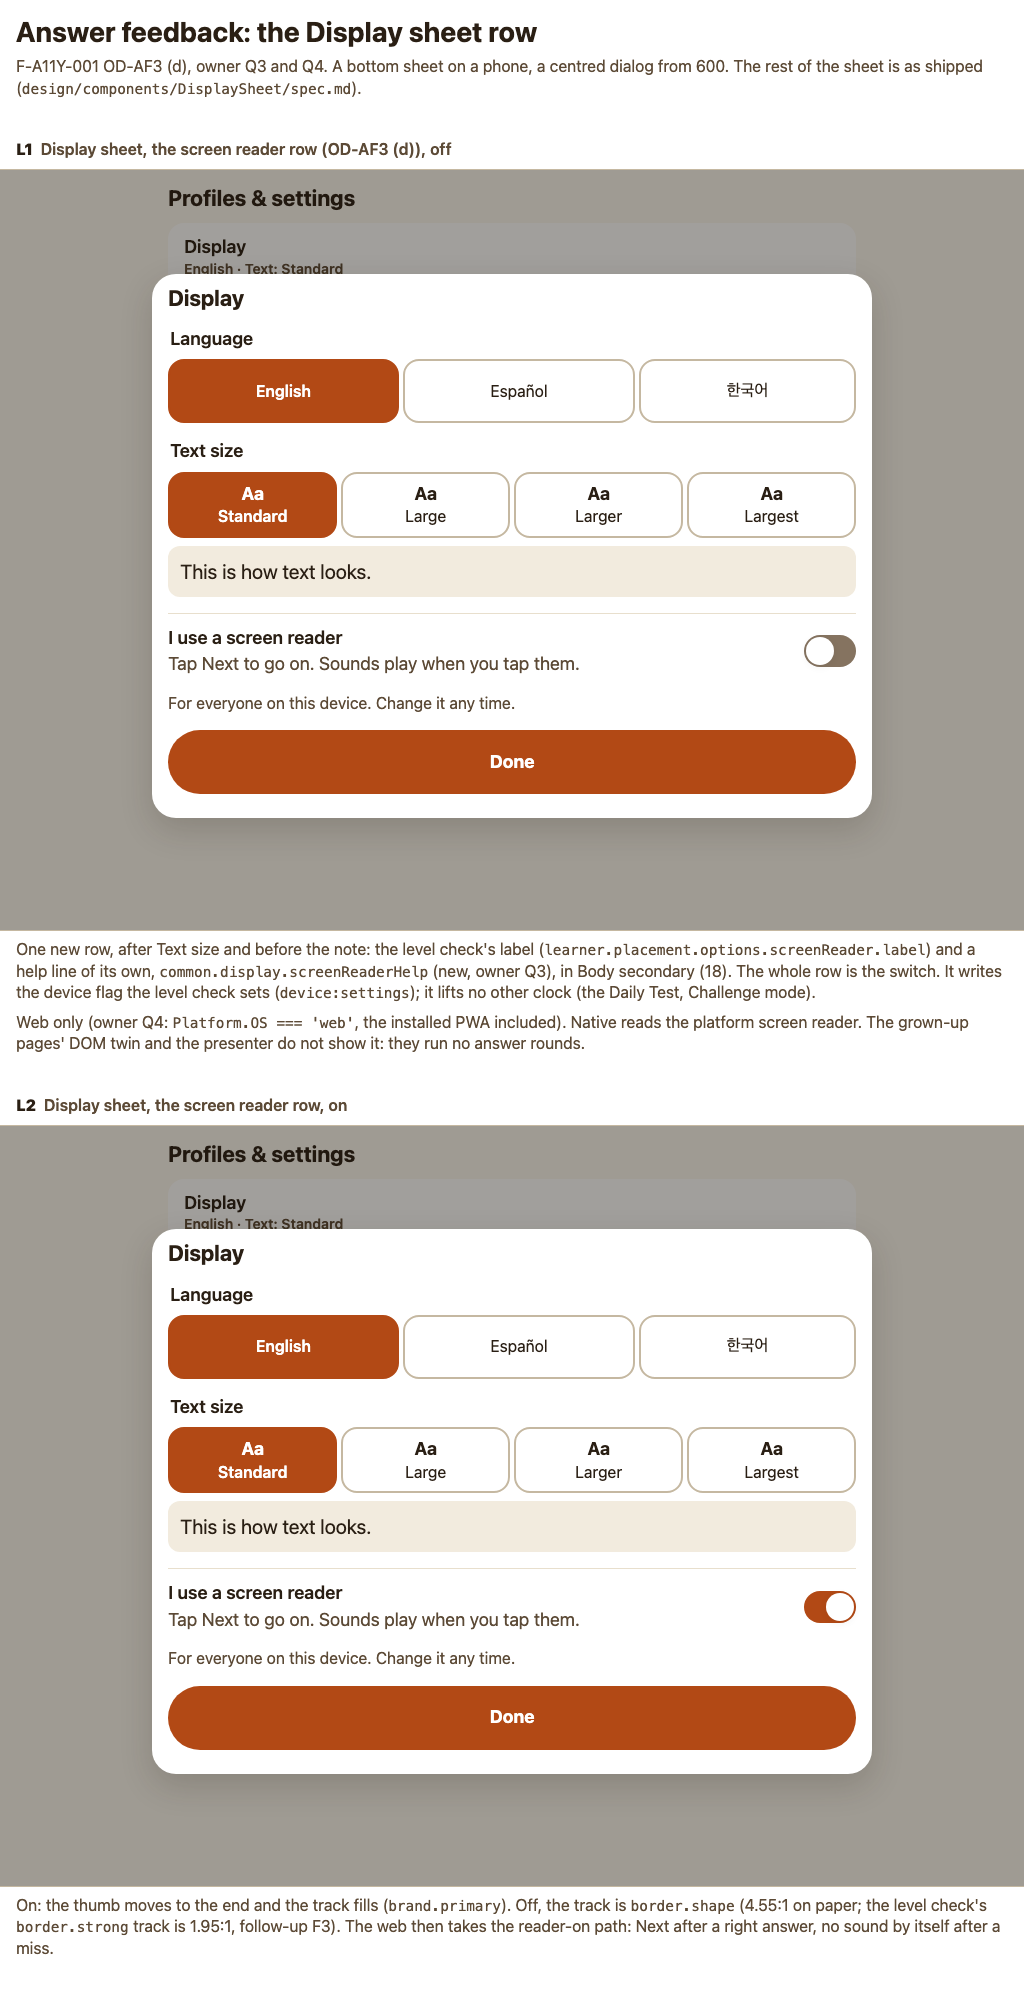 Answer feedback: the Display sheet row
F-A11Y-001 OD-AF3 (d), owner Q3 and Q4. A bottom sheet on a phone, a centred dialog from 600. The rest of the sheet is as shipped
(design/components/DisplaySheet/spec.md).
L1 Display sheet, the screen reader row (OD-AF3 (d)), off
Profiles & settings
Display
English · Text: Standard
Display
Language
English Español 한국어
Text size
Aa Aa Aa Aa
Standard Large Larger Largest
This is how text looks.
I use a screen reader
Tap Next to go on. Sounds play when you tap them.
For everyone on this device. Change it any time.
Done
One new row, after Text size and before the note: the level check's label (learner.placement.options.screenReader.label) and a
help line of its own, common.display.screenReaderHelp (new, owner Q3), in Body secondary (18). The whole row is the switch. It writes
the device flag the level check sets (device:settings); it lifts no other clock (the Daily Test, Challenge mode).
Web only (owner Q4: Platform.OS === 'web', the installed PWA included). Native reads the platform screen reader. The grown-up
pages' DOM twin and the presenter do not show it: they run no answer rounds.
L2 Display sheet, the screen reader row, on
Profiles & settings
Display
English · Text: Standard
Display
Language
English Español 한국어
Text size
Aa Aa Aa Aa
Standard Large Larger Largest
This is how text looks.
I use a screen reader
Tap Next to go on. Sounds play when you tap them.
For everyone on this device. Change it any time.
Done
On: the thumb moves to the end and the track fills (brand.primary). Off, the track is border.shape (4.55:1 on paper; the level check's
border.strong track is 1.95:1, follow-up F3). The web then takes the reader-on path: Next after a right answer, no sound by itself after a
miss.